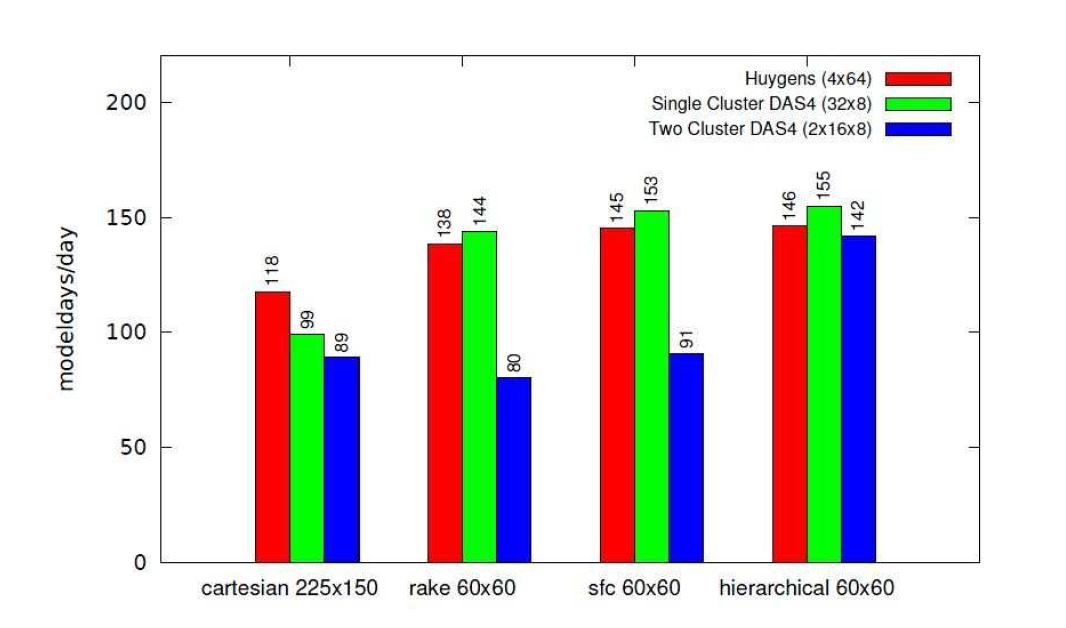 Huygens (4x64)
Single Cluster DAS4 (32x8)
Two Cluster DAS4 (2x16x8)
modeldays/day
200
150
100
50
0
118
99
89
138
144
80
145
153
91
146
155
142
cartesian 225x150
rake 60x60
sfc 60x60
hierarchical 60x60